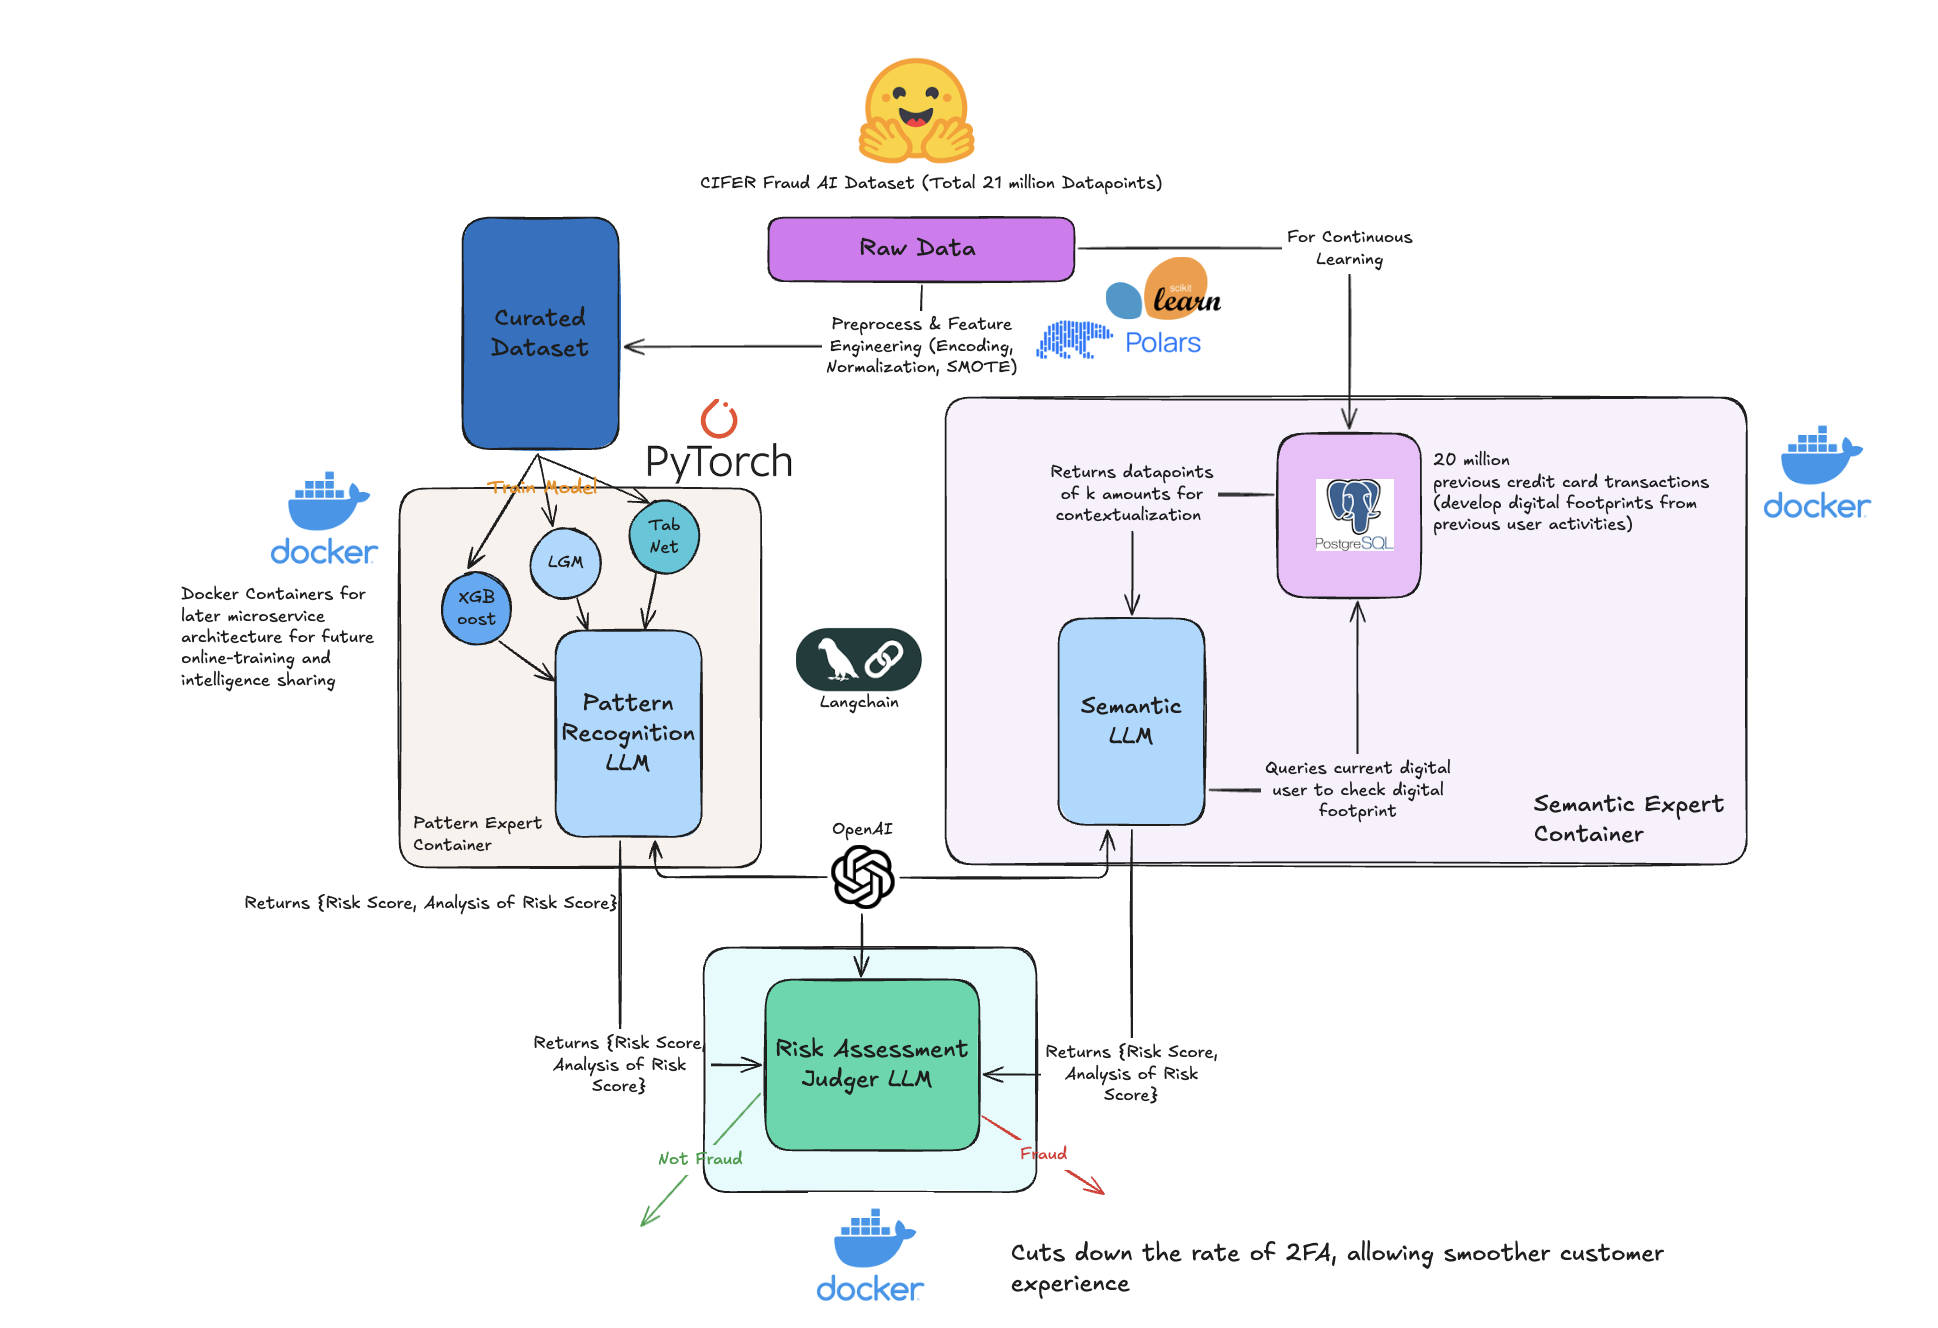 CIFER Fraud AI Dataset (Total 21 million Datapoints)
Raw Data
For Continuous
Learning
Curated
Dataset
Preprocess & Feature
Engineering (Encoding,
Normalization, SMOTE)
scikit
learn
Polars
PyTorch
Train Model
docker
Docker Containers for
later microservice
architecture for future
online-training and
intelligence sharing
XGB
oost
LGM
Tab
Net
Pattern
Recognition
LLM
Pattern Expert
Container
Langchain
Returns datapoints
of k amounts for
contextualization
PostgreSQL
20 million
previous credit card transactions
(develop digital footprints from
previous user activities)
docker
Semantic
LLM
Queries current digital
user to check digital
footprint
Semantic Expert
Container
OpenAI
Returns {Risk Score, Analysis of Risk Score}
Returns {Risk Score,
Analysis of Risk
Score}
Risk Assessment
Judger LLM
Returns {Risk Score,
Analysis of Risk
Score}
Not Fraud
Fraud
docker
Cuts down the rate of 2FA, allowing smoother customer
experience